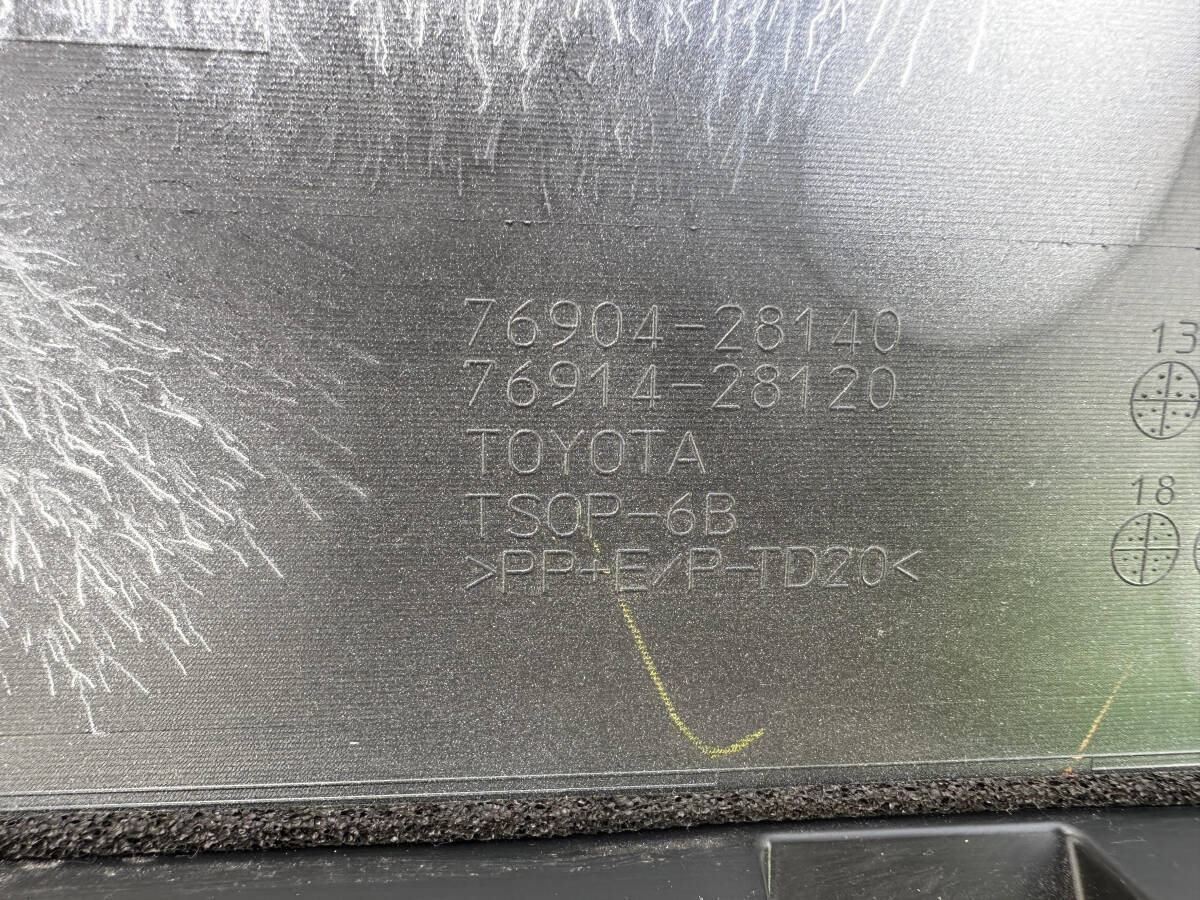 76904-28140
76914-28120
TOYOTA
TSOP-6B
>PP+E/P-TD20<
13
18